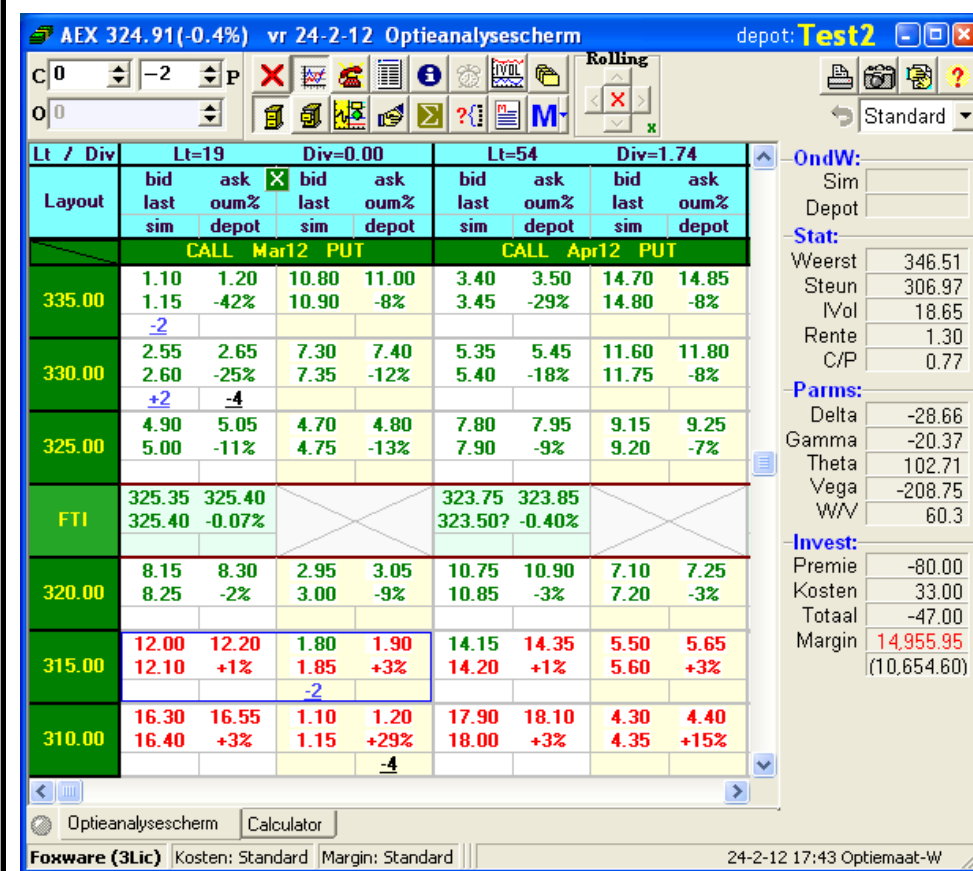 AEX 324.91(-0.4%) vr 24-2-12 Optieanalysescherm depot: Test2
C 0 -2 P Rolling
O 0 IVOL ?{ M x Standard
Lt / Div Lt=19 Div=0.00 Lt=54 Div=1.74
Layout bid ask X bid ask bid ask bid ask
last oum% last oum% last oum% last oum%
sim depot sim depot sim depot sim depot
CALL Mar12 PUT CALL Apr12 PUT
335.00 1.10 1.20 10.80 11.00 3.40 3.50 14.70 14.85
1.15 -42% 10.90 -8% 3.45 -29% 14.80 -8%
-2
330.00 2.55 2.65 7.30 7.40 5.35 5.45 11.60 11.80
2.60 -25% 7.35 -12% 5.40 -18% 11.75 -8%
+2 -4
325.00 4.90 5.05 4.70 4.80 7.80 7.95 9.15 9.25
5.00 -11% 4.75 -13% 7.90 -9% 9.20 -7%
FTI 325.35 325.40 323.75 323.85
325.40 -0.07% 323.50? -0.40%
320.00 8.15 8.30 2.95 3.05 10.75 10.90 7.10 7.25
8.25 -2% 3.00 -9% 10.85 -3% 7.20 -3%
315.00 12.00 12.20 1.80 1.90 14.15 14.35 5.50 5.65
12.10 +1% 1.85 +3% 14.20 +1% 5.60 +3%
-2
310.00 16.30 16.55 1.10 1.20 17.90 18.10 4.30 4.40
16.40 +3% 1.15 +29% 18.00 +3% 4.35 +15%
-4
OndW:
Sim
Depot
Stat:
Weerst 346.51
Steun 306.97
IVol 18.65
Rente 1.30
C/P 0.77
Parms:
Delta -28.66
Gamma -20.37
Theta 102.71
Vega -208.75
W/V 60.3
Invest:
Premie -80.00
Kosten 33.00
Totaal -47.00
Margin 14,955.95
(10,654.60)
Optieanalysescherm Calculator
Foxware (3Lic) Kosten: Standard Margin: Standard 24-2-12 17:43 Optiemaat-W